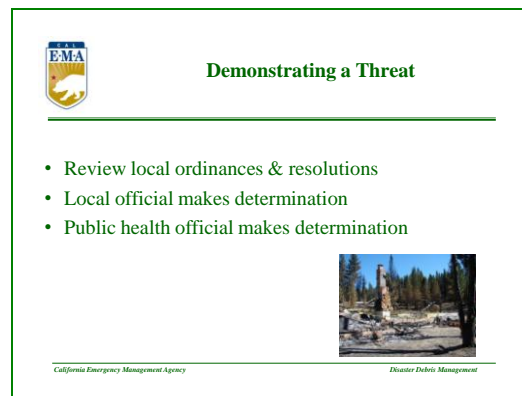 CAL
E·M·A
Demonstrating a Threat
• Review local ordinances & resolutions
• Local official makes determination
• Public health official makes determination
California Emergency Management Agency
Disaster Debris Management